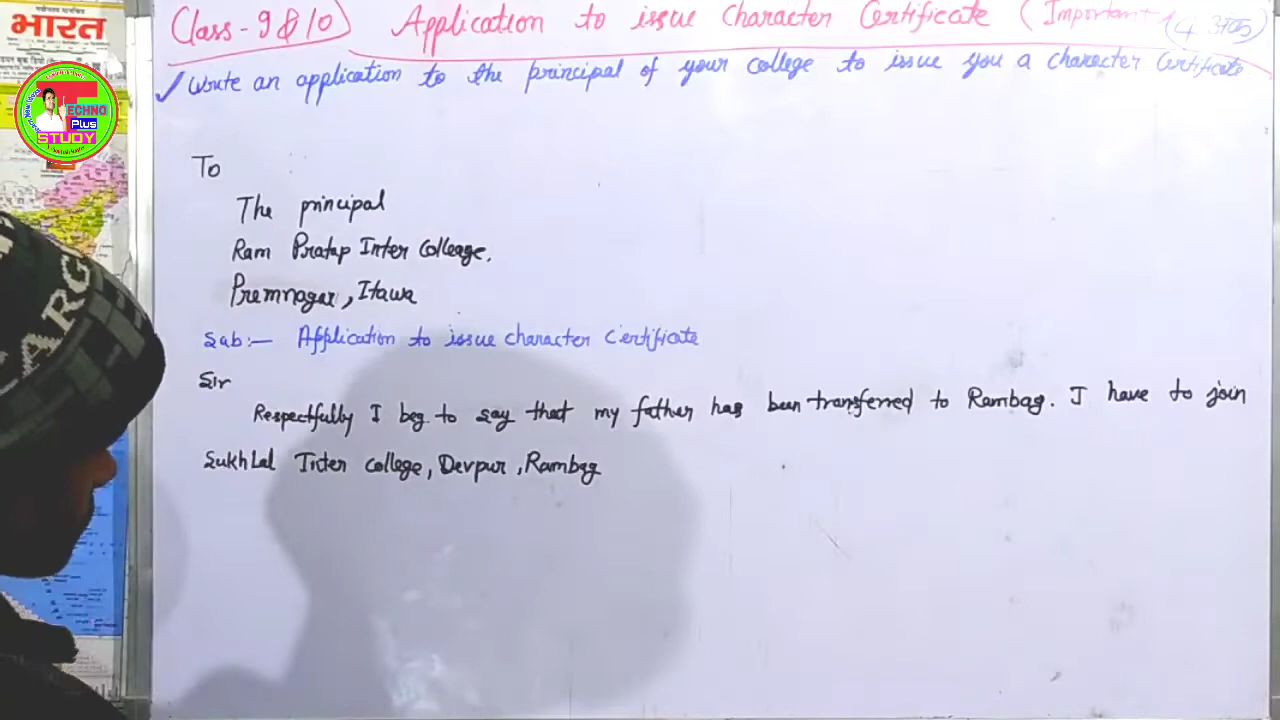 Class - 9 & 10 Application to issue Character Certificate (Important
4 अंक
✓ Write an application to the principal of your college to issue you a character Certificate
भारत
TECHNO
Plus
STUDY
To
The principal
Ram Pratap Inter Colleage.
Premnagar, Itawa
Sub:— Application to issue character Certificate
Sir
Respectfully I beg to say that my father has been transferred to Rambag. I have to join
Sukhlal Inter college, Devpur, Rambag